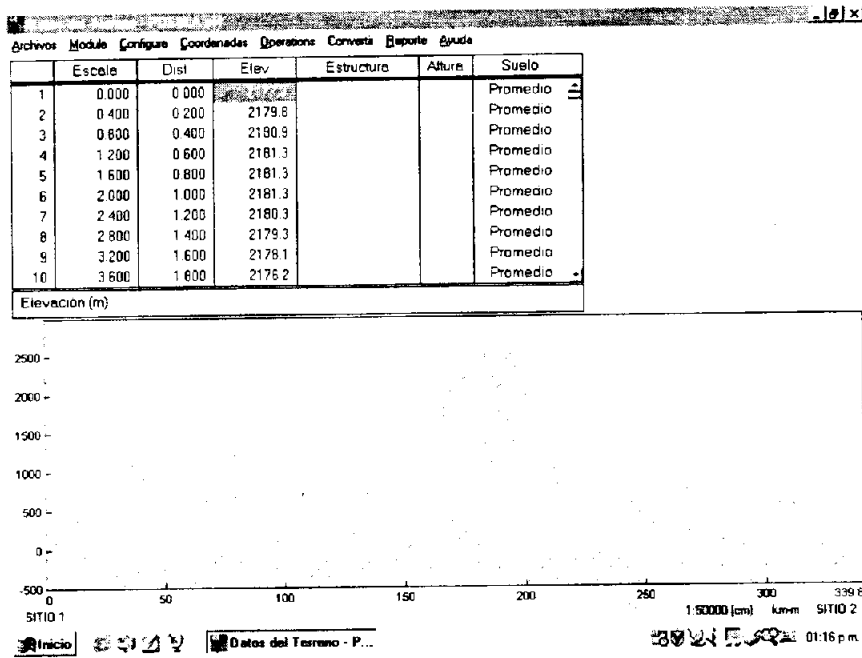 Archivos Module Configure Coordenadas Operations Convertir Reporte Ayuda
Escala Dist Elev Estructura Altura Suelo
1 0.000 0.000 Promedio
2 0.400 0.200 2179.8 Promedio
3 0.800 0.400 2180.9 Promedio
4 1.200 0.600 2181.3 Promedio
5 1.600 0.800 2181.3 Promedio
6 2.000 1.000 2181.3 Promedio
7 2.400 1.200 2180.3 Promedio
8 2.800 1.400 2179.3 Promedio
9 3.200 1.600 2178.1 Promedio
10 3.600 1.800 2176.2 Promedio
Elevación (m)
2500
2000
1500
1000
500
0
-500
0 50 100 150 200 250 300 339.8
SITIO 1 1:50000 (cm) km-m SITIO 2
Inicio Datos del Terreno - P... 01:16 p.m.